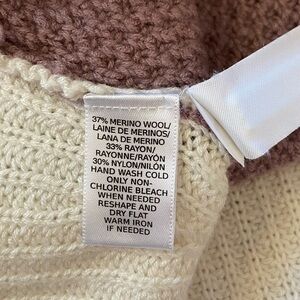 37% MERINO WOOL/
LAINE DE MERINOS/
LANA DE MERINO
33% RAYON/
RAYONNE/RAYÓN
30% NYLON/NILÓN
HAND WASH COLD
ONLY NON-
CHLORINE BLEACH
WHEN NEEDED
RESHAPE AND
DRY FLAT
WARM IRON
IF NEEDED